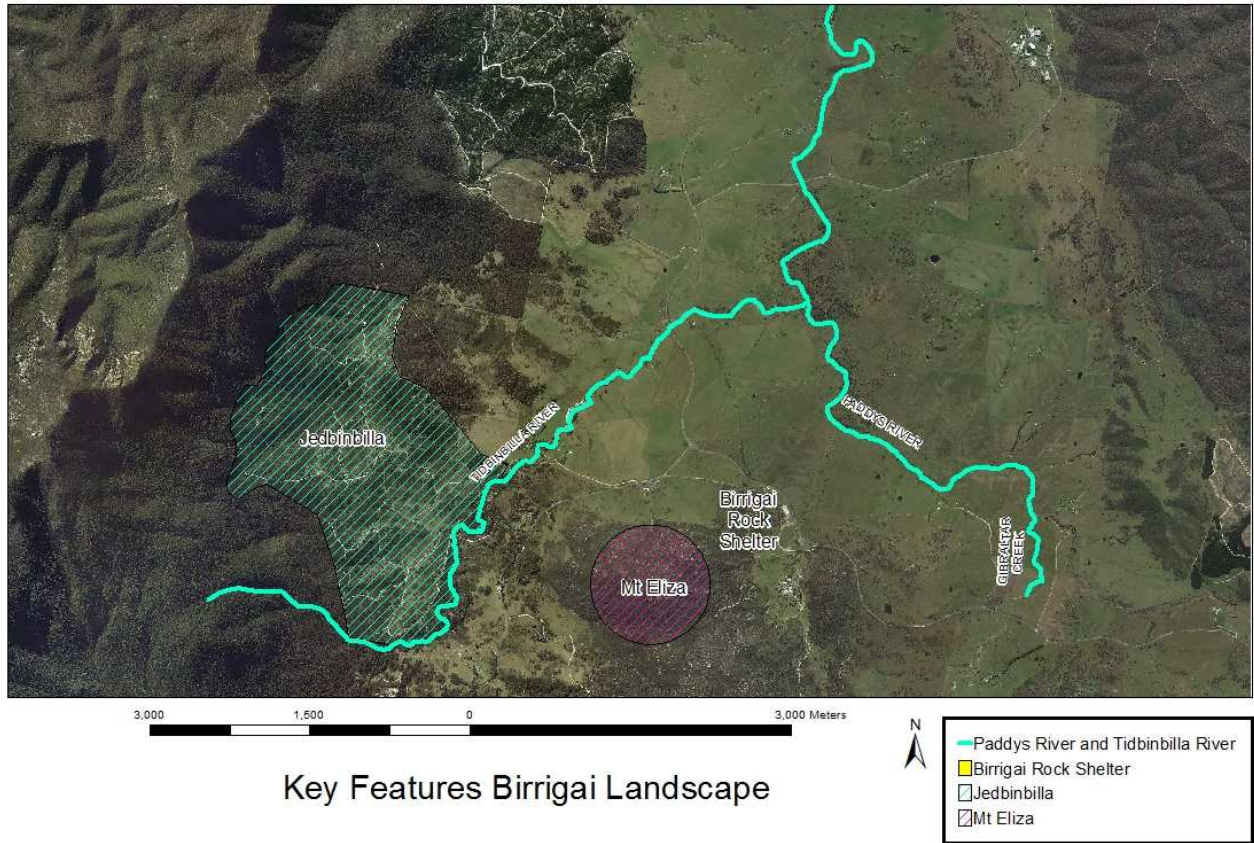 Jedbinbilla
TIDBINBILLA RIVER
PADDYS RIVER
Birrigai
Rock
Shelter
GIBRALTAR
CREEK
Mt Eliza
3,000 1,500 0 3,000 Meters
N
Key Features Birrigai Landscape
Paddys River and Tidbinbilla River
Birrigai Rock Shelter
Jedbinbilla
Mt Eliza